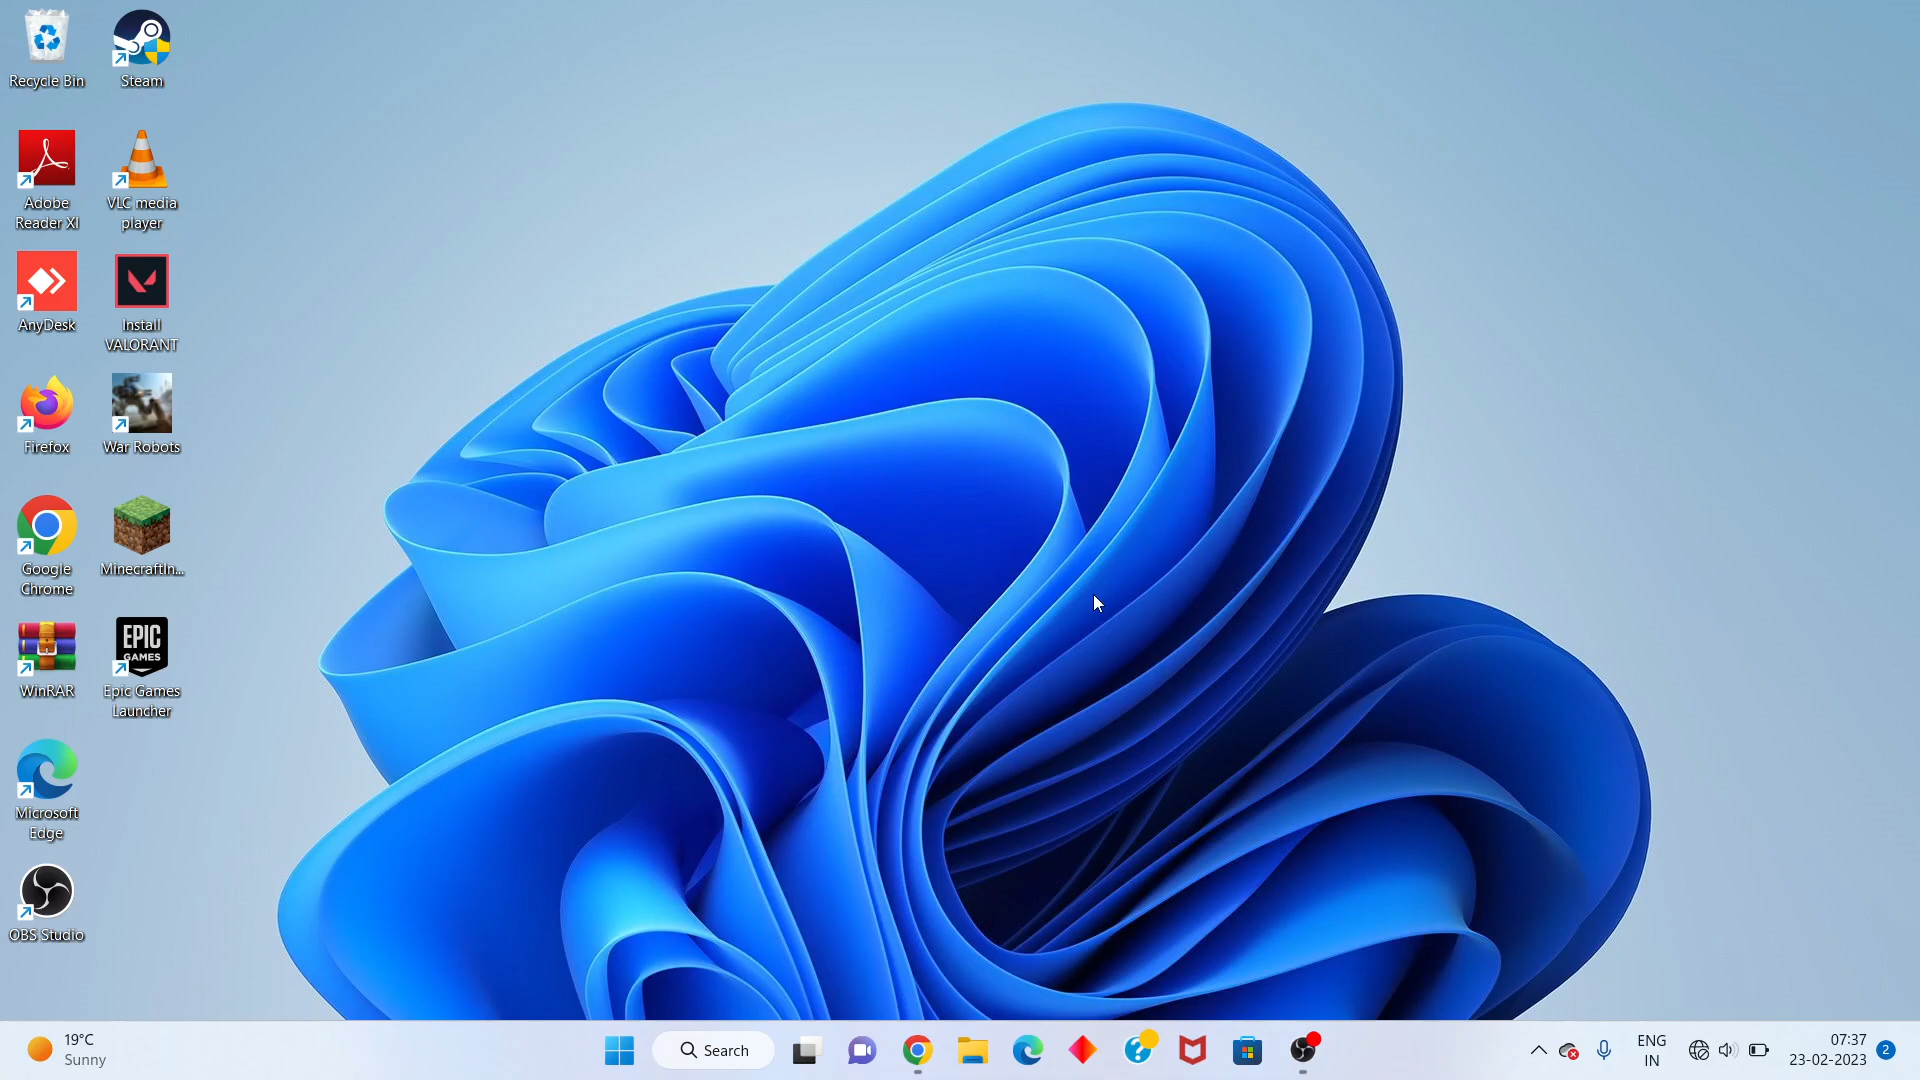 Recycle Bin
Steam
Adobe
Reader XI
VLC media
player
AnyDesk
Install
VALORANT
Firefox
War Robots
Google
Chrome
MinecraftIn...
WinRAR
EPIC
GAMES
Epic Games
Launcher
Microsoft
Edge
OBS Studio
19°C
Sunny
Search
ENG
IN
07:37
23-02-2023
2